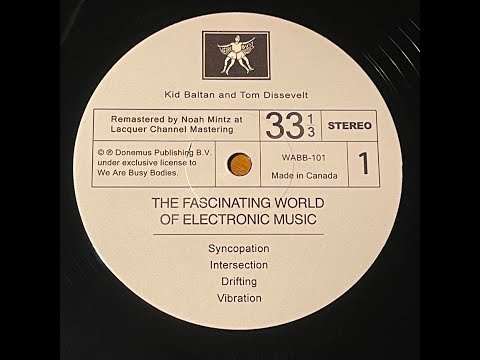 Kid Baltan and Tom Dissevelt
Remastered by Noah Mintz at
Lacquer Channel Mastering
33 1/3
STEREO
© ℗ Donemus Publishing B.V.
under exclusive license to
We Are Busy Bodies.
WABB-101
Made in Canada
1
THE FASCINATING WORLD
OF ELECTRONIC MUSIC
Syncopation
Intersection
Drifting
Vibration